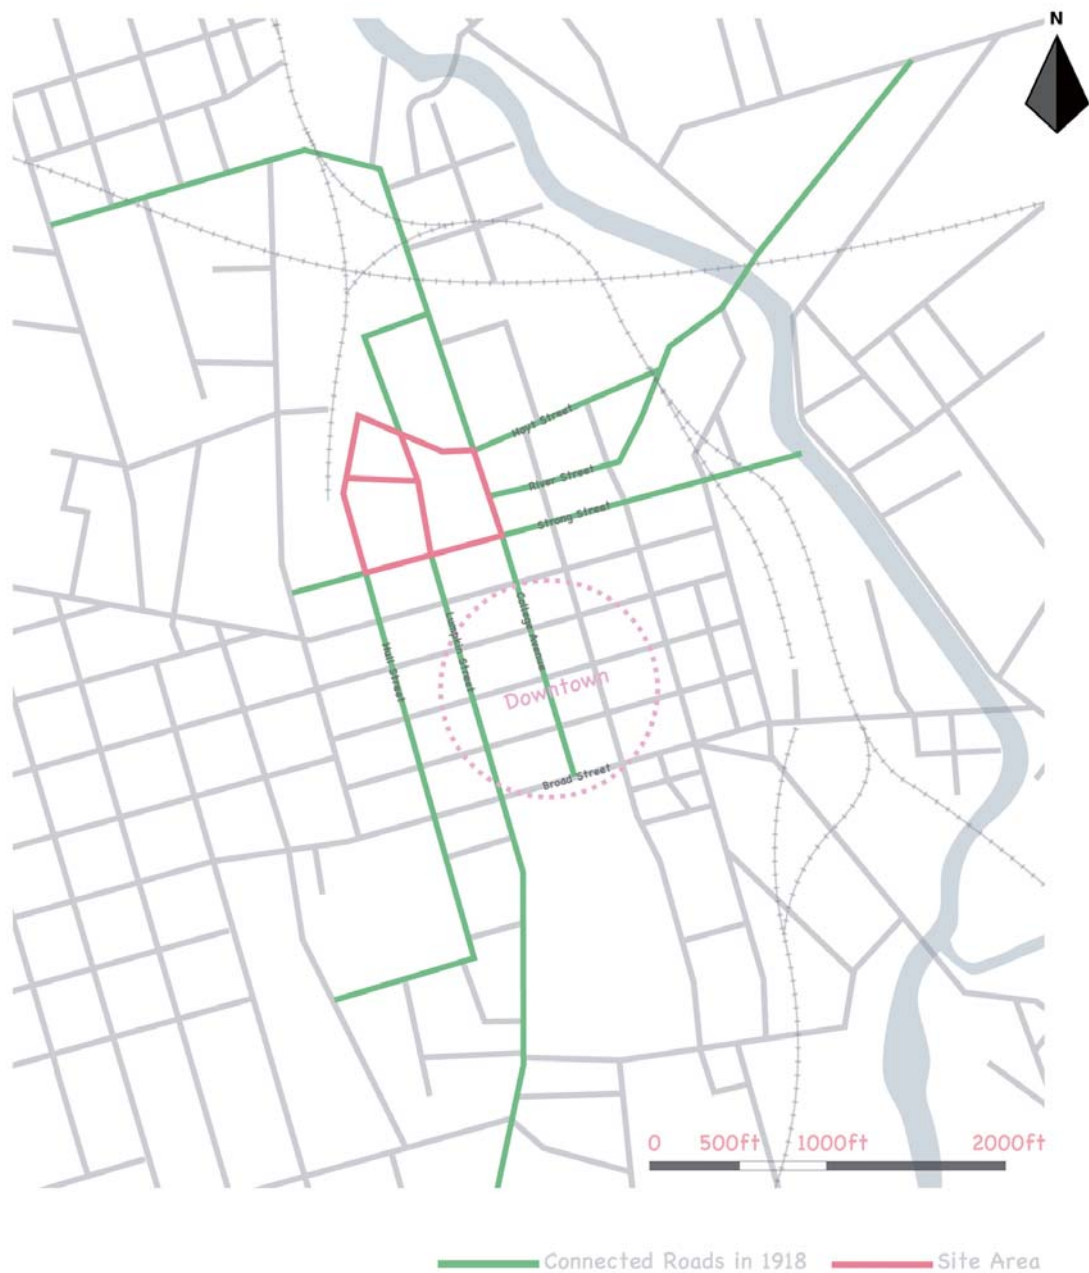 N
Hoyt Street
River Street
Strong Street
College Avenue
Lumpkin Street
Hull Street
Downtown
Broad Street
0 500ft 1000ft 2000ft
Connected Roads in 1918 Site Area